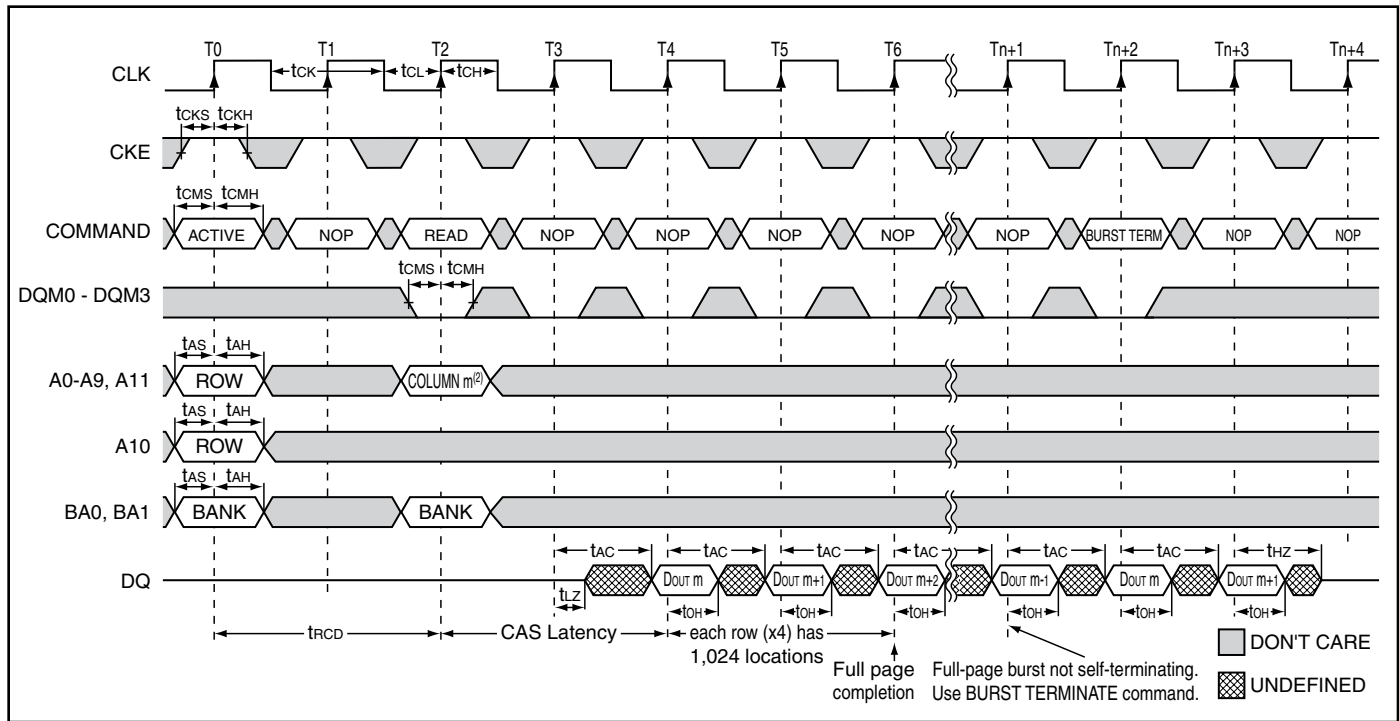 T0 T1 T2 T3 T4 T5 T6 Tn+1 Tn+2 Tn+3 Tn+4
CLK tCK tCL tCH
tCKS tCKH
CKE
tCMS tCMH
COMMAND ACTIVE NOP READ NOP NOP NOP NOP NOP BURST TERM NOP NOP
tCMS tCMH
DQM0 - DQM3
tAS tAH
A0-A9, A11 ROW COLUMN m(2)
tAS tAH
A10 ROW
tAS tAH
BA0, BA1 BANK BANK
tAC tAC tAC tAC tAC tAC tHZ
DQ DOUT m DOUT m+1 DOUT m+2 DOUT m-1 DOUT m DOUT m+1
tLZ tOH tOH tOH tOH tOH tOH
tRCD CAS Latency each row (x4) has
1,024 locations
Full page
completion
Full-page burst not self-terminating.
Use BURST TERMINATE command.
DON'T CARE
UNDEFINED